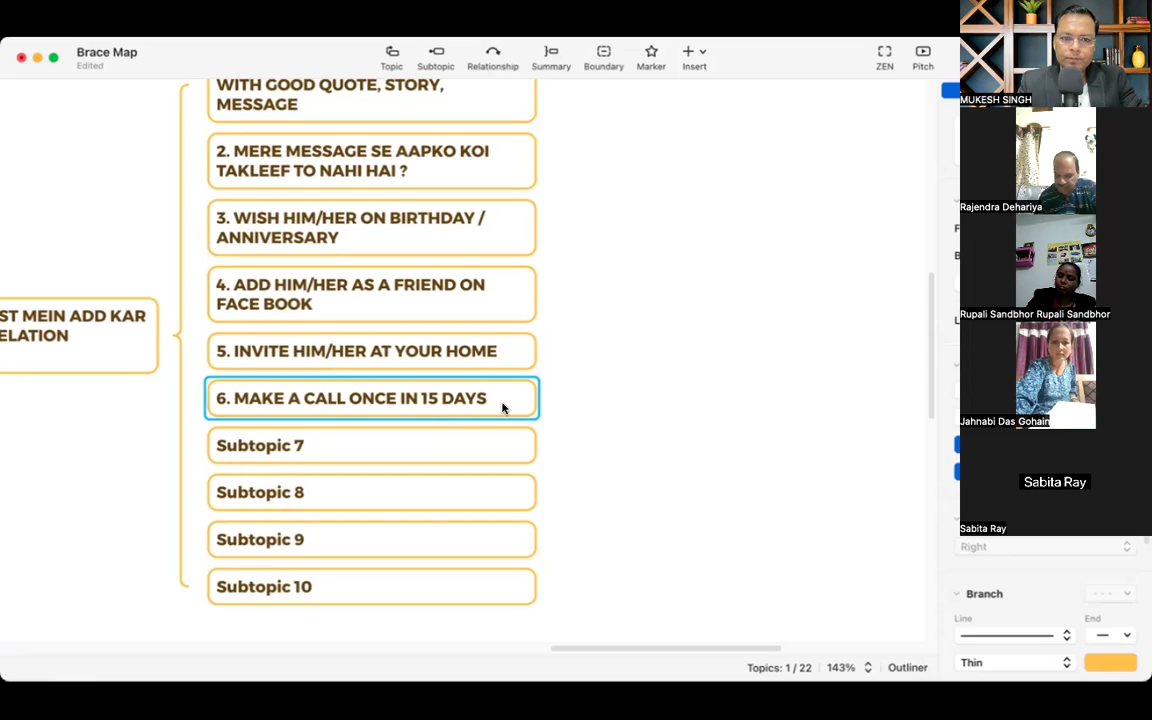 Brace Map
Edited
Topic
Subtopic
Relationship
Summary
Boundary
Marker
Insert
ZEN
Pitch
WITH GOOD QUOTE, STORY,
MESSAGE
2. MERE MESSAGE SE AAPKO KOI
TAKLEEF TO NAHI HAI ?
3. WISH HIM/HER ON BIRTHDAY /
ANNIVERSARY
4. ADD HIM/HER AS A FRIEND ON
FACE BOOK
5. INVITE HIM/HER AT YOUR HOME
6. MAKE A CALL ONCE IN 15 DAYS
Subtopic 7
Subtopic 8
Subtopic 9
Subtopic 10
ST MEIN ADD KAR
ELATION
MUKESH SINGH
Rajendra Dehariya
Rupali Sandbhor Rupali Sandbhor
Jahnabi Das Gohain
Sabita Ray
Sabita Ray
Right
Branch
Line
End
Thin
Topics: 1 / 22
143%
Outliner